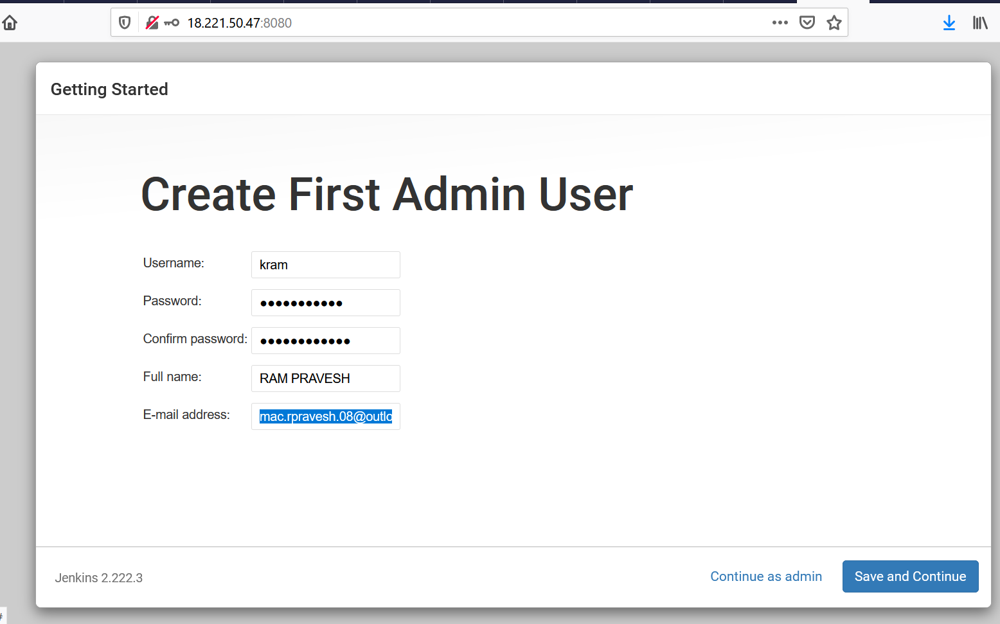 18.221.50.47:8080
Getting Started
Create First Admin User
Username: kram
Password: ●●●●●●●●●●●
Confirm password: ●●●●●●●●●●●●
Full name: RAM PRAVESH
E-mail address: mac.rpravesh.08@outlo
Jenkins 2.222.3 Continue as admin Save and Continue
#